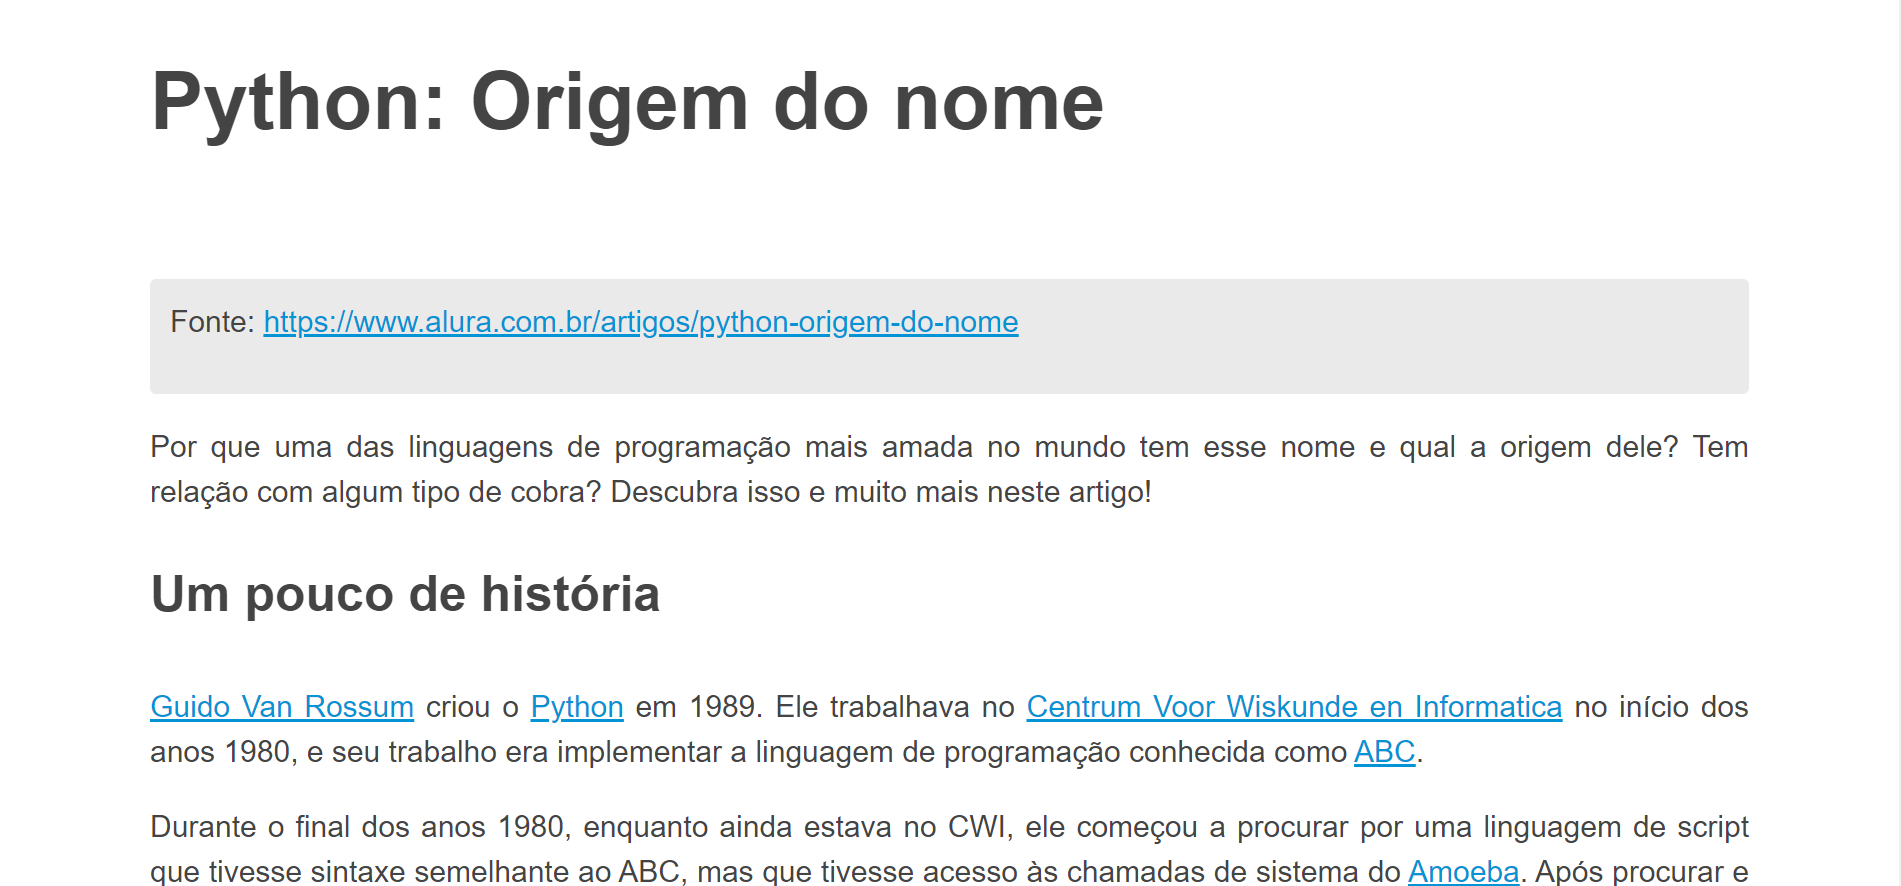 Python: Origem do nome
Fonte: https://www.alura.com.br/artigos/python-origem-do-nome
Por que uma das linguagens de programação mais amada no mundo tem esse nome e qual a origem dele? Tem
relação com algum tipo de cobra? Descubra isso e muito mais neste artigo!
Um pouco de história
Guido Van Rossum criou o Python em 1989. Ele trabalhava no Centrum Voor Wiskunde en Informatica no início dos
anos 1980, e seu trabalho era implementar a linguagem de programação conhecida como ABC.
Durante o final dos anos 1980, enquanto ainda estava no CWI, ele começou a procurar por uma linguagem de script
que tivesse sintaxe semelhante ao ABC, mas que tivesse acesso às chamadas de sistema do Amoeba. Após procurar e